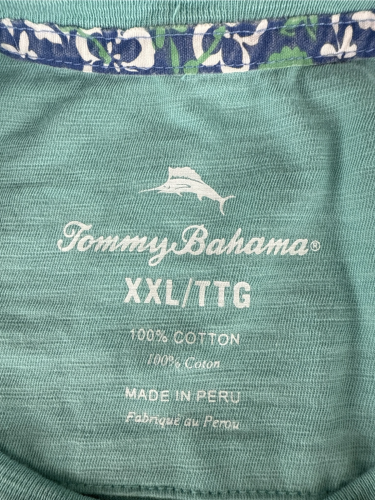 Tommy Bahama®
XXL/TTG
100% COTTON
100% Coton
MADE IN PERU
Fabriqué au Perou